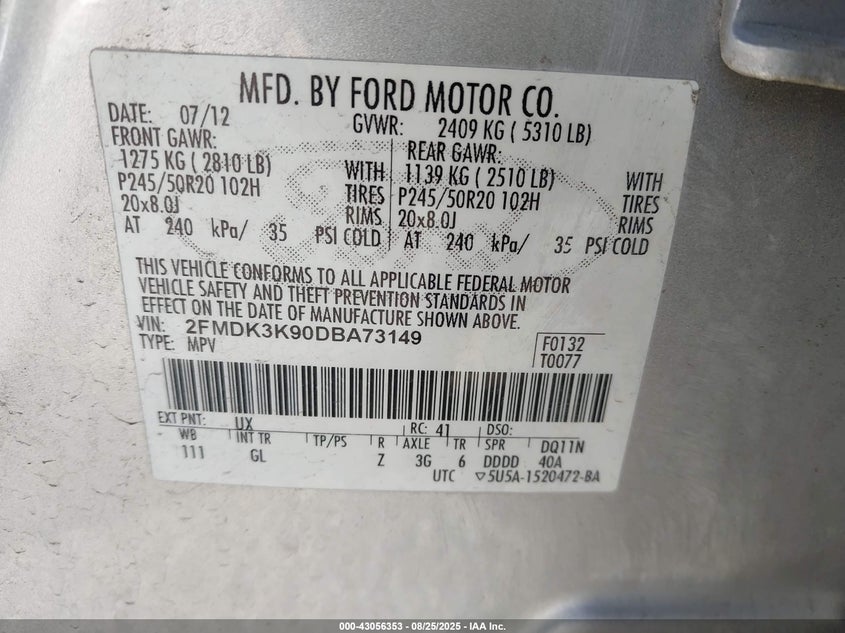 MFD. BY FORD MOTOR CO.
DATE: 07/12
GVWR: 2409 KG ( 5310 LB)
FRONT GAWR:
1275 KG ( 2810 LB) WITH
P245/50R20 102H TIRES
20x8.0J RIMS
AT 240 kPa/ 35 PSI COLD
REAR GAWR:
1139 KG ( 2510 LB) WITH
P245/50R20 102H TIRES
20x8.0J RIMS
AT 240 kPa/ 35 PSI COLD
THIS VEHICLE CONFORMS TO ALL APPLICABLE FEDERAL MOTOR
VEHICLE SAFETY AND THEFT PREVENTION STANDARDS IN
EFFECT ON THE DATE OF MANUFACTURE SHOWN ABOVE.
VIN: 2FMDK3K90DBA73149
TYPE: MPV
F0132
T0077
EXT PNT: UX RC: 41 DSO:
WB INT TR TP/PS R AXLE TR SPR DQ11N
111 GL Z 3G 6 DDDD 40A
UTC ▽5U5A-1520472-BA
000-43056353 - 08/25/2025 - IAA Inc.